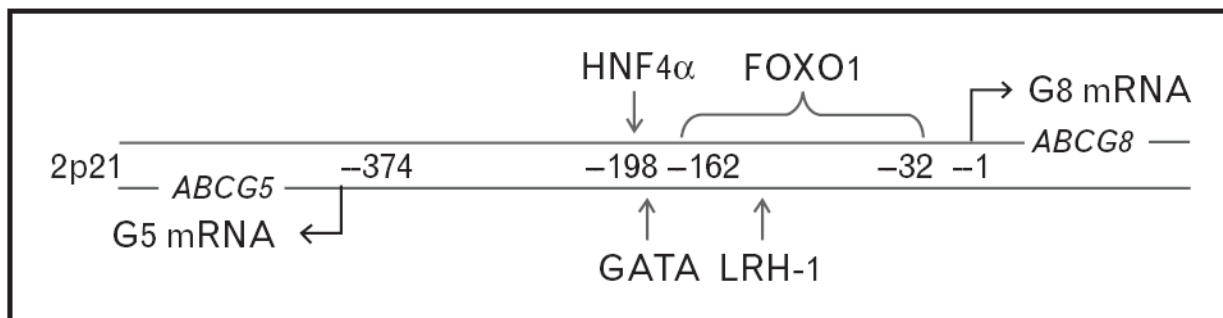 HNF4α FOXO1
G8 mRNA
ABCG8
2p21 --374 –198 –162 –32 --1
ABCG5
G5 mRNA
GATA LRH-1